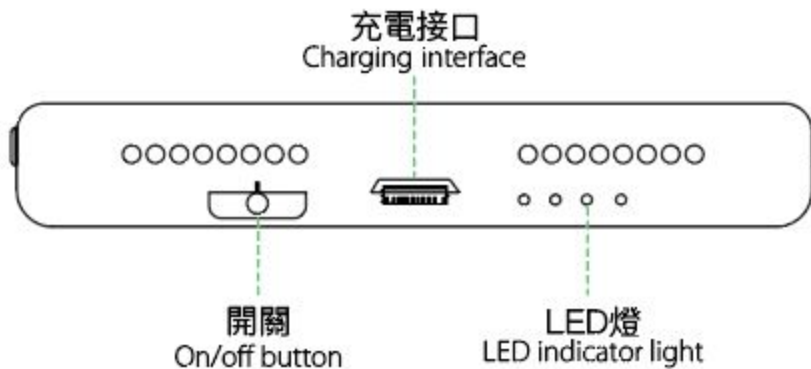 充電接口
Charging interface
開關
On/off button
LED燈
LED indicator light